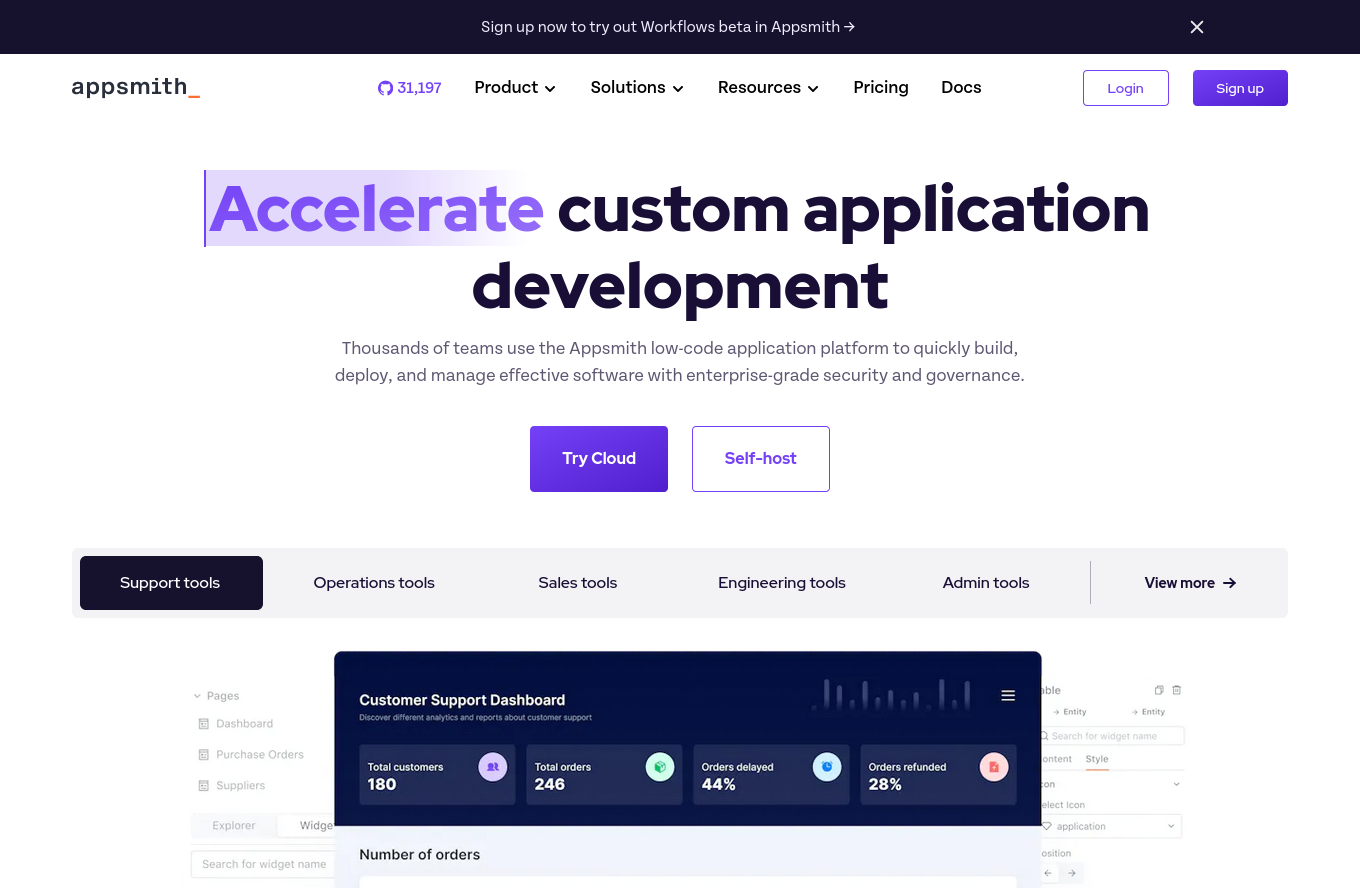 Sign up now to try out Workflows beta in Appsmith →
appsmith_
31,197
Product
Solutions
Resources
Pricing
Docs
Login
Sign up
Accelerate custom application
development
Thousands of teams use the Appsmith low-code application platform to quickly build,
deploy, and manage effective software with enterprise-grade security and governance.
Try Cloud
Self-host
Support tools
Operations tools
Sales tools
Engineering tools
Admin tools
View more →
Pages
Dashboard
Purchase Orders
Suppliers
Explorer
Widge
Search for widget name
Customer Support Dashboard
Discover different analytics and reports about customer support
Total customers
180
Total orders
246
Orders delayed
44%
Orders refunded
28%
Number of orders
able
→ Entity
→ Entity
Search for widget name
ontent
Style
con
elect Icon
application
osition